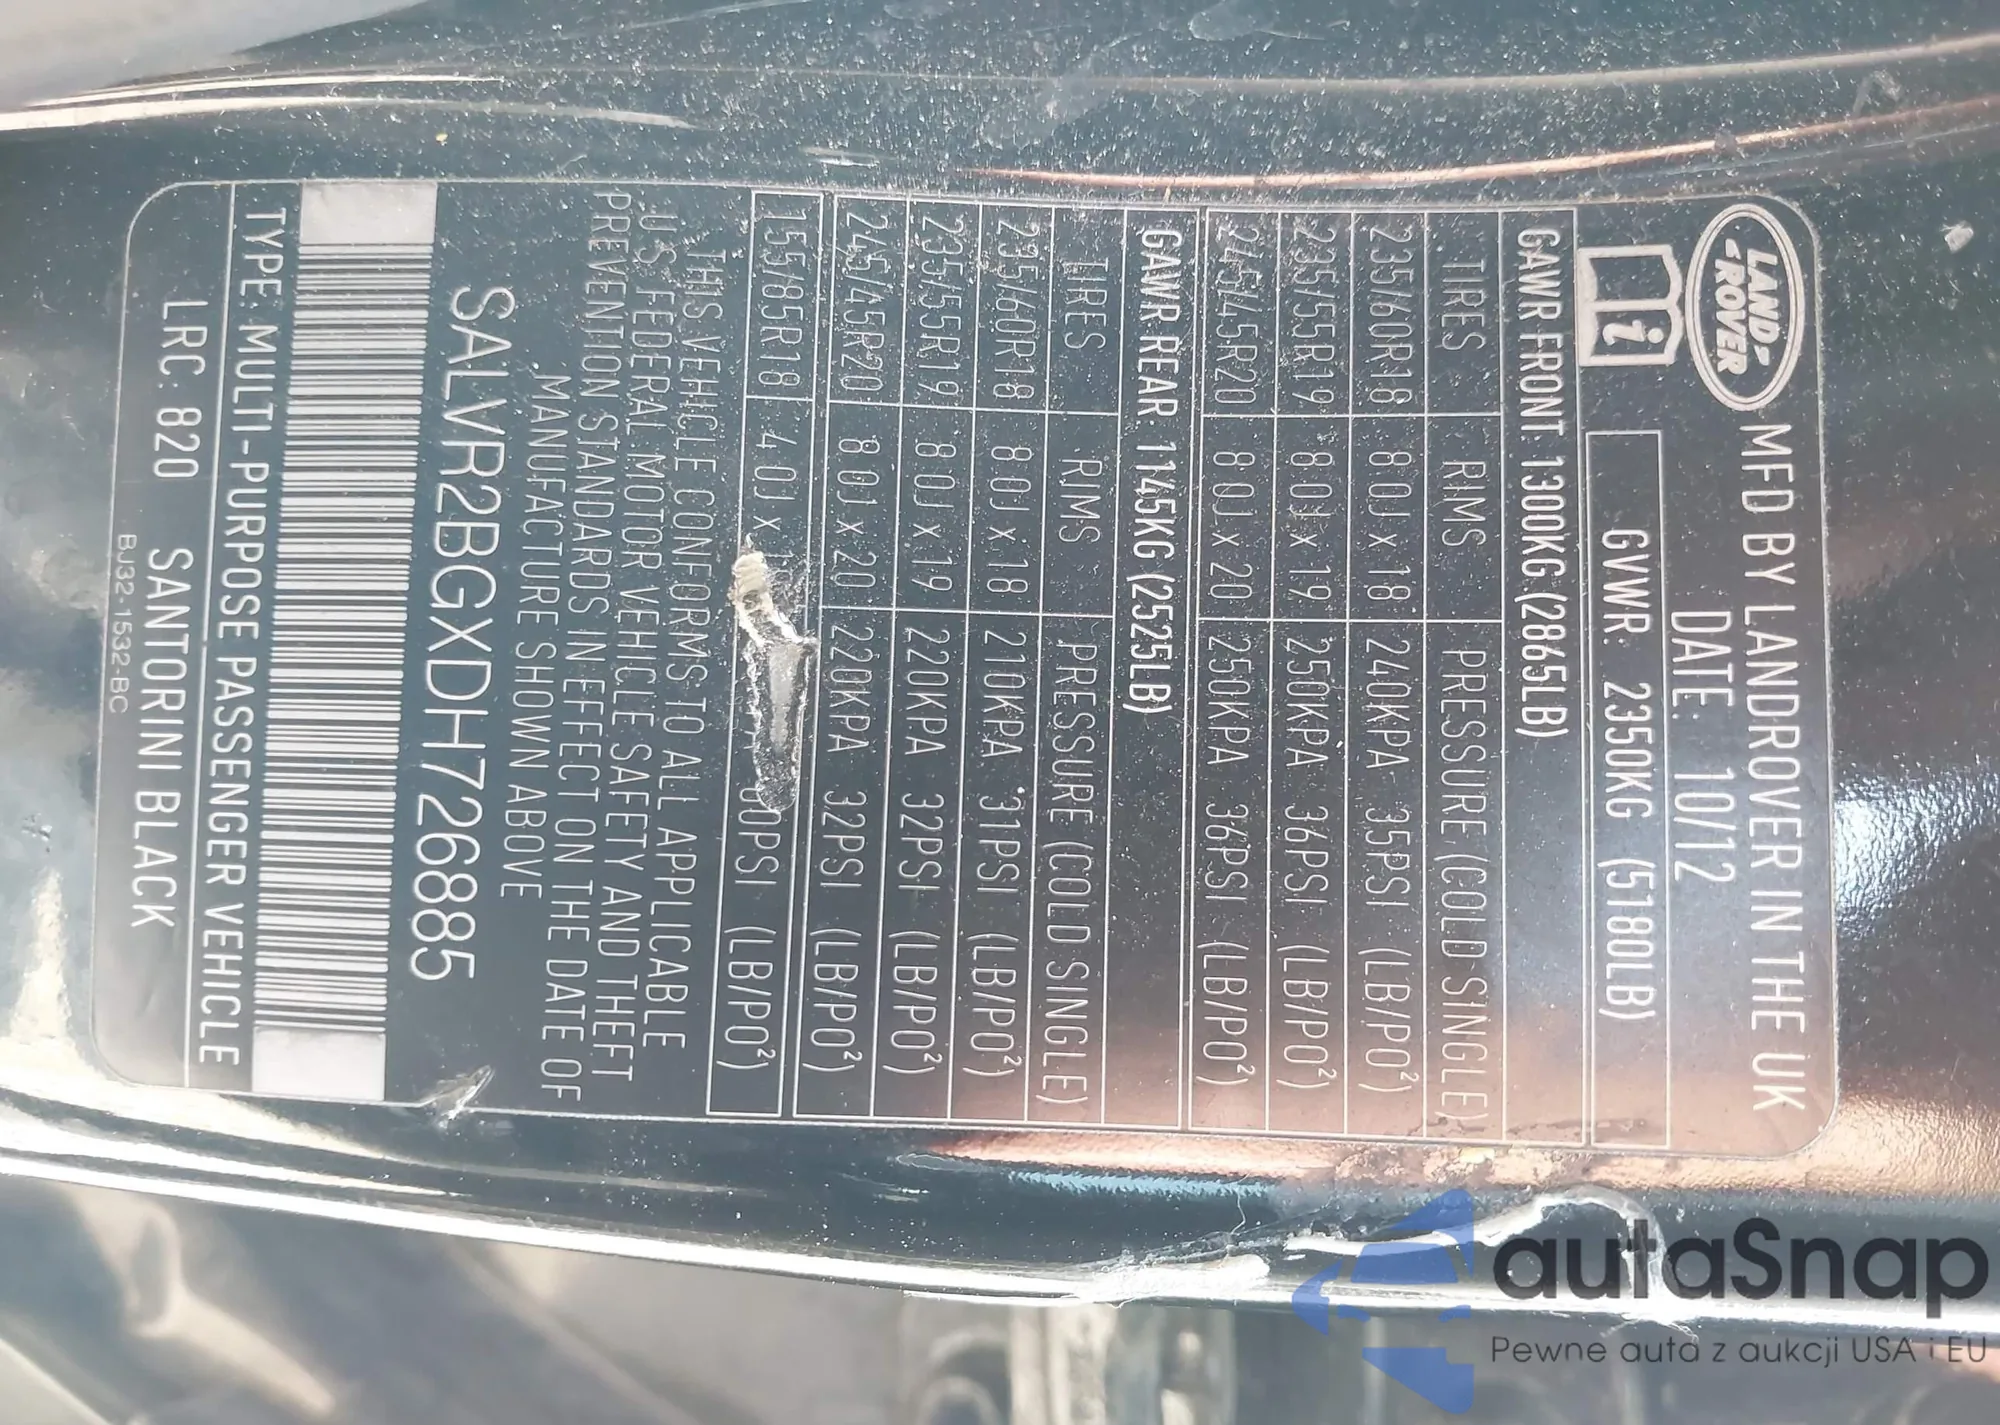 LAND-
-ROVER
MFD BY LANDROVER IN THE UK
DATE: 10/12
i
GVWR: 2350KG (5180LB)
GAWR FRONT: 1300KG (2865LB)
TIRES RIMS PRESSURE (COLD SINGLE)
235/60R18 8.0J x 18 240KPA 35PSI (LB/PO²)
235/55R19 8.0J x 19 250KPA 36PSI (LB/PO²)
245/45R20 8.0J x 20 250KPA 36PSI (LB/PO²)
GAWR REAR: 1145KG (2525LB)
TIRES RIMS PRESSURE (COLD SINGLE)
235/60R18 8.0J x 18 210KPA 31PSI (LB/PO²)
235/55R19 8.0J x 19 220KPA 32PSI (LB/PO²)
245/45R20 8.0J x 20 220KPA 32PSI (LB/PO²)
155/85R18 4.0J x (LB/PO²)
THIS VEHICLE CONFORMS TO ALL APPLICABLE
U.S. FEDERAL MOTOR VEHICLE SAFETY AND THEFT
PREVENTION STANDARDS IN EFFECT ON THE DATE OF
MANUFACTURE SHOWN ABOVE
SALVR2BGXDH726885
TYPE: MULTI-PURPOSE PASSENGER VEHICLE
LRC: 820 SANTORINI BLACK
BJ32-1532-BC
autaSnap
Pewne auta z aukcji USA i EU